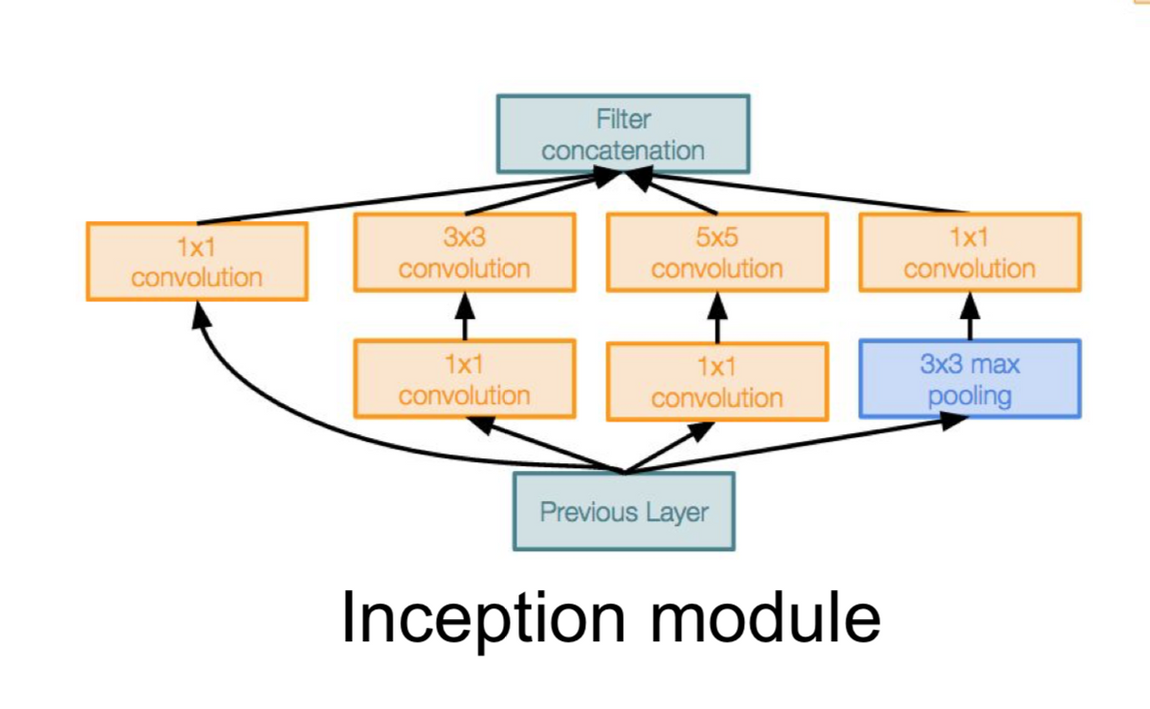 Filter
concatenation
1x1
convolution
3x3
convolution
5x5
convolution
1x1
convolution
1x1
convolution
1x1
convolution
3x3 max
pooling
Previous Layer
Inception module